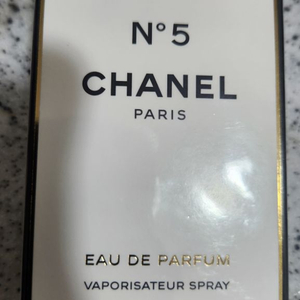 N°5
CHANEL
PARIS
EAU DE PARFUM
VAPORISATEUR SPRAY